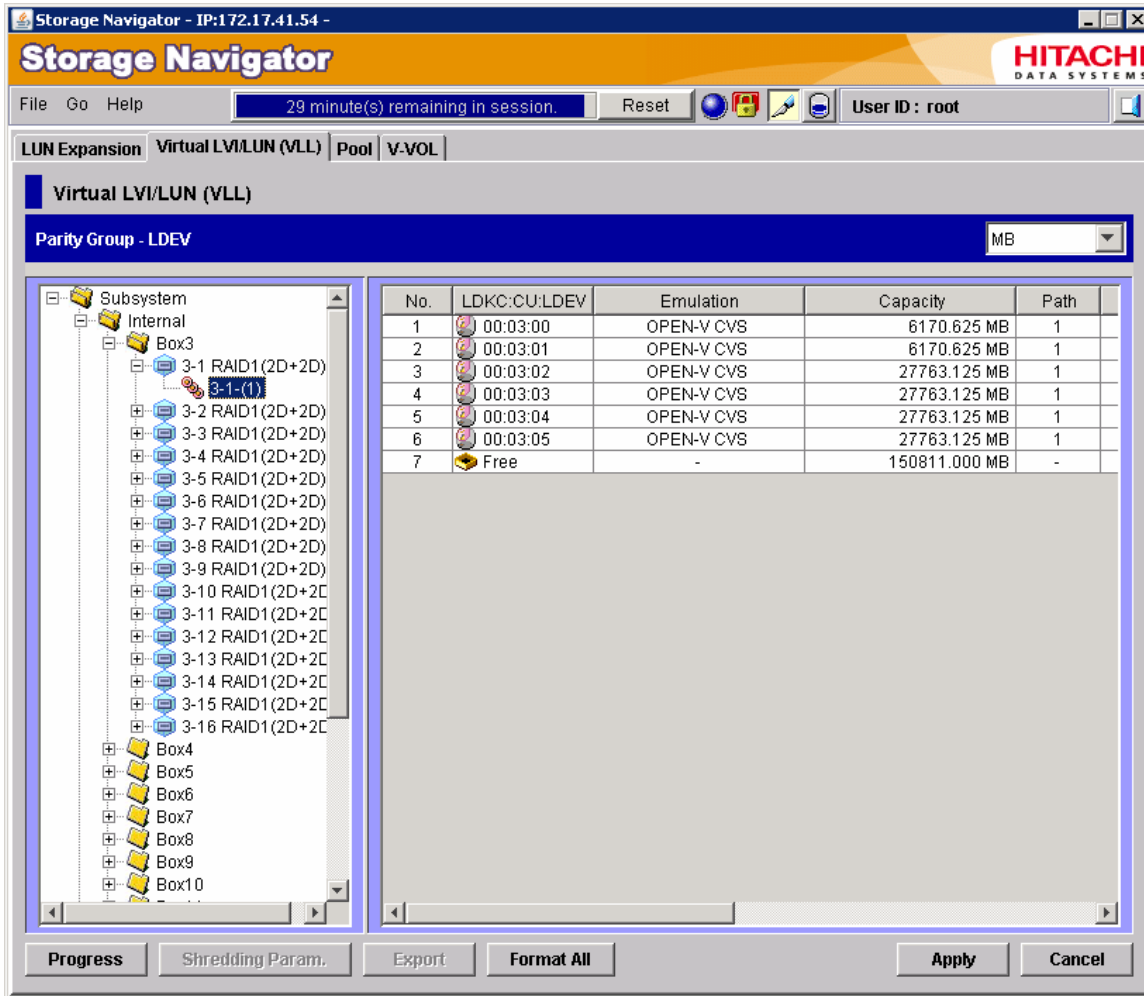 Storage Navigator - IP:172.17.41.54 -
Storage Navigator
HITACHI
DATA SYSTEMS
File Go Help 29 minute(s) remaining in session. Reset User ID : root
LUN Expansion Virtual LVI/LUN (VLL) Pool V-VOL
Virtual LVI/LUN (VLL)
Parity Group - LDEV MB
Subsystem
Internal
Box3
3-1 RAID1(2D+2D)
3-1-(1)
3-2 RAID1(2D+2D)
3-3 RAID1(2D+2D)
3-4 RAID1(2D+2D)
3-5 RAID1(2D+2D)
3-6 RAID1(2D+2D)
3-7 RAID1(2D+2D)
3-8 RAID1(2D+2D)
3-9 RAID1(2D+2D)
3-10 RAID1(2D+2D
3-11 RAID1(2D+2D
3-12 RAID1(2D+2D
3-13 RAID1(2D+2D
3-14 RAID1(2D+2D
3-15 RAID1(2D+2D
3-16 RAID1(2D+2D
Box4
Box5
Box6
Box7
Box8
Box9
Box10
No. LDKC:CU:LDEV Emulation Capacity Path
1 00:03:00 OPEN-V CVS 6170.625 MB 1
2 00:03:01 OPEN-V CVS 6170.625 MB 1
3 00:03:02 OPEN-V CVS 27763.125 MB 1
4 00:03:03 OPEN-V CVS 27763.125 MB 1
5 00:03:04 OPEN-V CVS 27763.125 MB 1
6 00:03:05 OPEN-V CVS 27763.125 MB 1
7 Free - 150811.000 MB -
Progress Shredding Param. Export Format All Apply Cancel